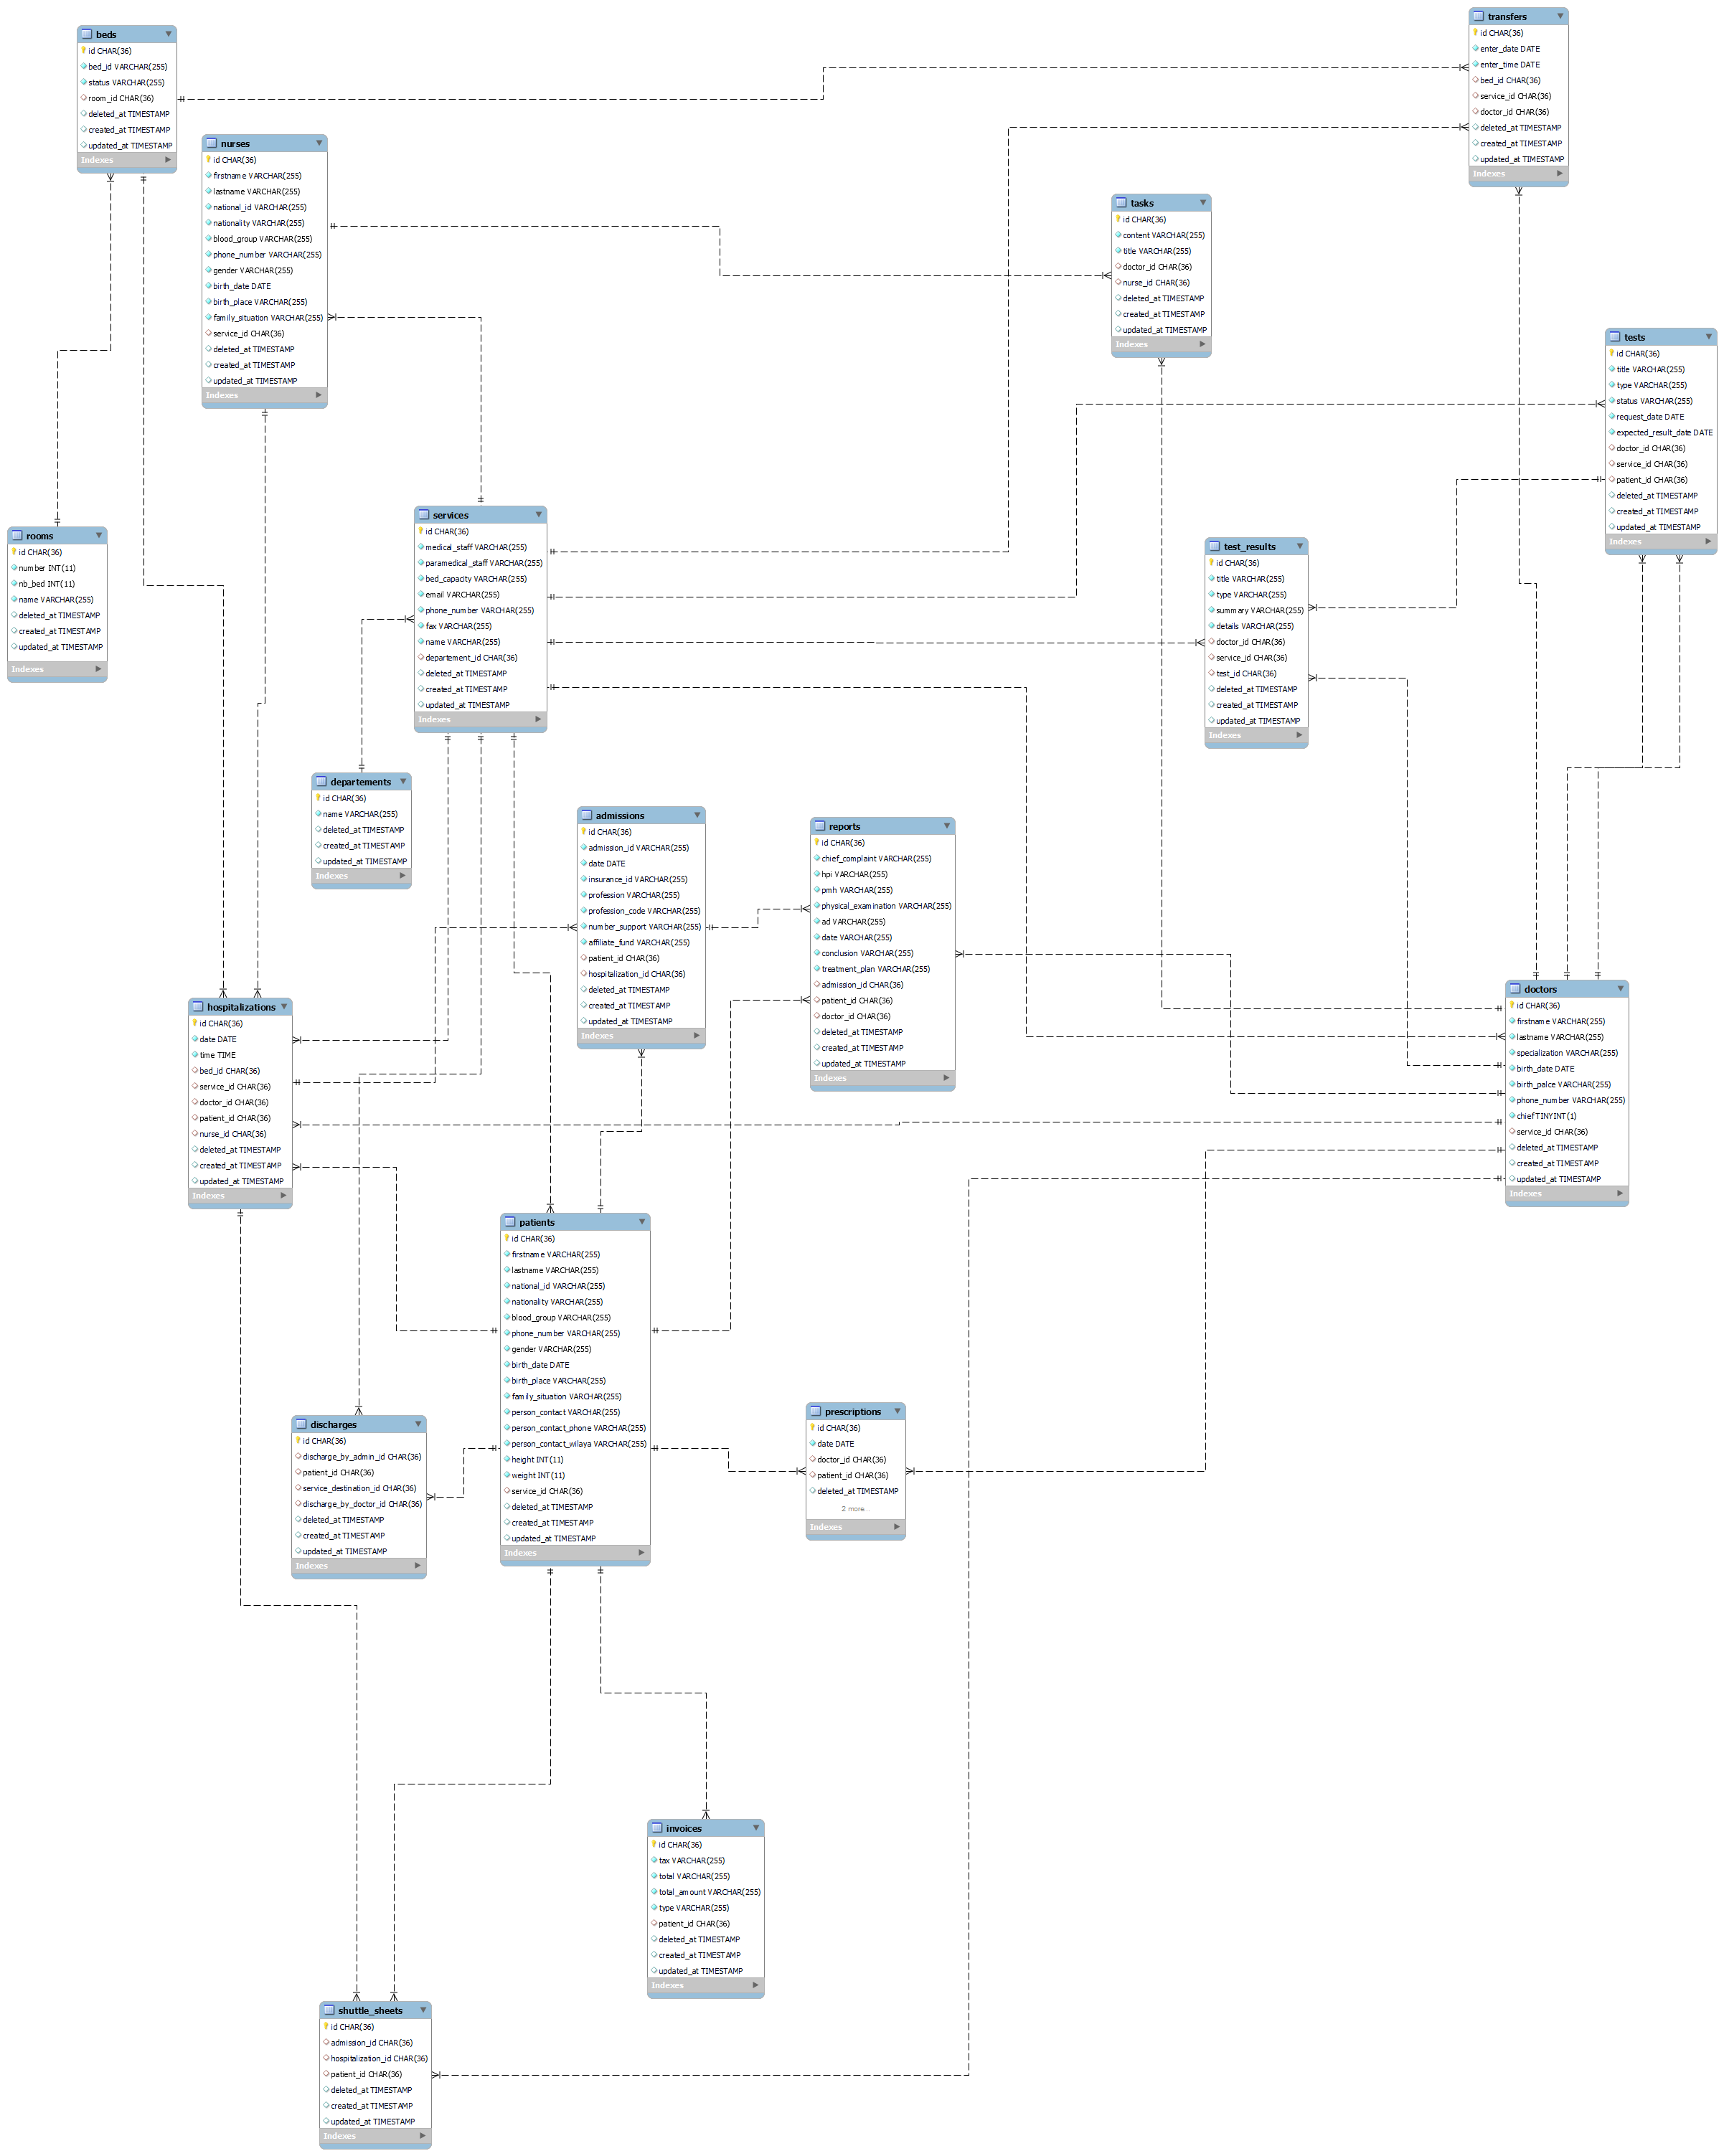 beds
id CHAR(36)
bed_id VARCHAR(255)
status VARCHAR(255)
room_id CHAR(36)
deleted_at TIMESTAMP
created_at TIMESTAMP
updated_at TIMESTAMP
Indexes
transfers
id CHAR(36)
enter_date DATE
enter_time DATE
bed_id CHAR(36)
service_id CHAR(36)
doctor_id CHAR(36)
deleted_at TIMESTAMP
created_at TIMESTAMP
updated_at TIMESTAMP
Indexes
nurses
id CHAR(36)
firstname VARCHAR(255)
lastname VARCHAR(255)
national_id VARCHAR(255)
nationality VARCHAR(255)
blood_group VARCHAR(255)
phone_number VARCHAR(255)
gender VARCHAR(255)
birth_date DATE
birth_place VARCHAR(255)
family_situation VARCHAR(255)
service_id CHAR(36)
deleted_at TIMESTAMP
created_at TIMESTAMP
updated_at TIMESTAMP
Indexes
tasks
id CHAR(36)
content VARCHAR(255)
title VARCHAR(255)
doctor_id CHAR(36)
nurse_id CHAR(36)
deleted_at TIMESTAMP
created_at TIMESTAMP
updated_at TIMESTAMP
Indexes
tests
id CHAR(36)
title VARCHAR(255)
type VARCHAR(255)
status VARCHAR(255)
request_date DATE
expected_result_date DATE
doctor_id CHAR(36)
service_id CHAR(36)
patient_id CHAR(36)
deleted_at TIMESTAMP
created_at TIMESTAMP
updated_at TIMESTAMP
Indexes
rooms
id CHAR(36)
number INT(11)
nb_bed INT(11)
name VARCHAR(255)
deleted_at TIMESTAMP
created_at TIMESTAMP
updated_at TIMESTAMP
Indexes
services
id CHAR(36)
medical_staff VARCHAR(255)
paramedical_staff VARCHAR(255)
bed_capacity VARCHAR(255)
email VARCHAR(255)
phone_number VARCHAR(255)
fax VARCHAR(255)
name VARCHAR(255)
departement_id CHAR(36)
deleted_at TIMESTAMP
created_at TIMESTAMP
updated_at TIMESTAMP
Indexes
test_results
id CHAR(36)
title VARCHAR(255)
type VARCHAR(255)
summary VARCHAR(255)
details VARCHAR(255)
doctor_id CHAR(36)
service_id CHAR(36)
test_id CHAR(36)
deleted_at TIMESTAMP
created_at TIMESTAMP
updated_at TIMESTAMP
Indexes
departements
id CHAR(36)
name VARCHAR(255)
deleted_at TIMESTAMP
created_at TIMESTAMP
updated_at TIMESTAMP
Indexes
admissions
id CHAR(36)
admission_id VARCHAR(255)
date DATE
insurance_id VARCHAR(255)
profession VARCHAR(255)
profession_code VARCHAR(255)
number_support VARCHAR(255)
affiliate_fund VARCHAR(255)
patient_id CHAR(36)
hospitalization_id CHAR(36)
deleted_at TIMESTAMP
created_at TIMESTAMP
updated_at TIMESTAMP
Indexes
reports
id CHAR(36)
chief_complaint VARCHAR(255)
hpi VARCHAR(255)
pmh VARCHAR(255)
physical_examination VARCHAR(255)
ad VARCHAR(255)
date VARCHAR(255)
conclusion VARCHAR(255)
treatment_plan VARCHAR(255)
admission_id CHAR(36)
patient_id CHAR(36)
doctor_id CHAR(36)
deleted_at TIMESTAMP
created_at TIMESTAMP
updated_at TIMESTAMP
Indexes
doctors
id CHAR(36)
firstname VARCHAR(255)
lastname VARCHAR(255)
specialization VARCHAR(255)
birth_date DATE
birth_palce VARCHAR(255)
phone_number VARCHAR(255)
chief TINYINT(1)
service_id CHAR(36)
deleted_at TIMESTAMP
created_at TIMESTAMP
updated_at TIMESTAMP
Indexes
hospitalizations
id CHAR(36)
date DATE
time TIME
bed_id CHAR(36)
service_id CHAR(36)
doctor_id CHAR(36)
patient_id CHAR(36)
nurse_id CHAR(36)
deleted_at TIMESTAMP
created_at TIMESTAMP
updated_at TIMESTAMP
Indexes
patients
id CHAR(36)
firstname VARCHAR(255)
lastname VARCHAR(255)
national_id VARCHAR(255)
nationality VARCHAR(255)
blood_group VARCHAR(255)
phone_number VARCHAR(255)
gender VARCHAR(255)
birth_date DATE
birth_place VARCHAR(255)
family_situation VARCHAR(255)
person_contact VARCHAR(255)
person_contact_phone VARCHAR(255)
person_contact_wilaya VARCHAR(255)
height INT(11)
weight INT(11)
service_id CHAR(36)
deleted_at TIMESTAMP
created_at TIMESTAMP
updated_at TIMESTAMP
Indexes
discharges
id CHAR(36)
discharge_by_admin_id CHAR(36)
patient_id CHAR(36)
service_destination_id CHAR(36)
discharge_by_doctor_id CHAR(36)
deleted_at TIMESTAMP
created_at TIMESTAMP
updated_at TIMESTAMP
Indexes
prescriptions
id CHAR(36)
date DATE
doctor_id CHAR(36)
patient_id CHAR(36)
deleted_at TIMESTAMP
2 more...
Indexes
invoices
id CHAR(36)
tax VARCHAR(255)
total VARCHAR(255)
total_amount VARCHAR(255)
type VARCHAR(255)
patient_id CHAR(36)
deleted_at TIMESTAMP
created_at TIMESTAMP
updated_at TIMESTAMP
Indexes
shuttle_sheets
id CHAR(36)
admission_id CHAR(36)
hospitalization_id CHAR(36)
patient_id CHAR(36)
deleted_at TIMESTAMP
created_at TIMESTAMP
updated_at TIMESTAMP
Indexes